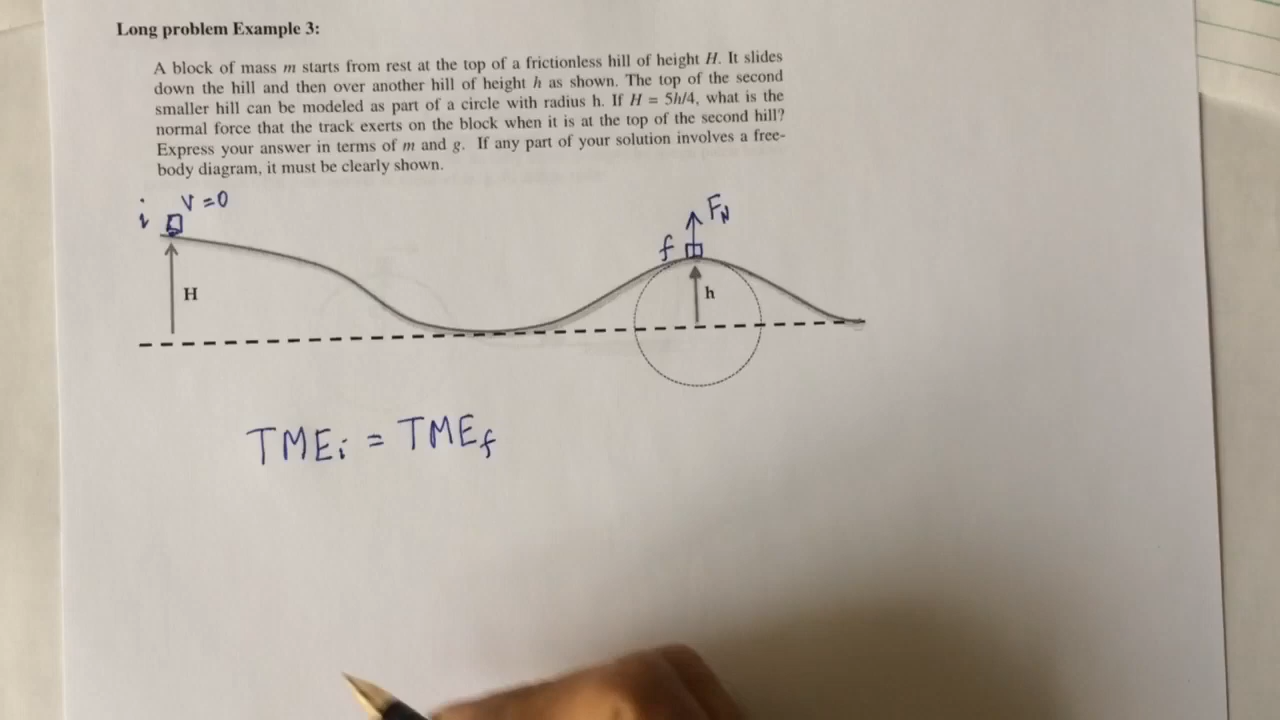 Long problem Example 3:
A block of mass m starts from rest at the top of a frictionless hill of height H. It slides
down the hill and then over another hill of height h as shown. The top of the second
smaller hill can be modeled as part of a circle with radius h. If H = 5h/4, what is the
normal force that the track exerts on the block when it is at the top of the second hill?
Express your answer in terms of m and g. If any part of your solution involves a free-
body diagram, it must be clearly shown.
i V=0
f FN
H
h
TMEi = TMEf